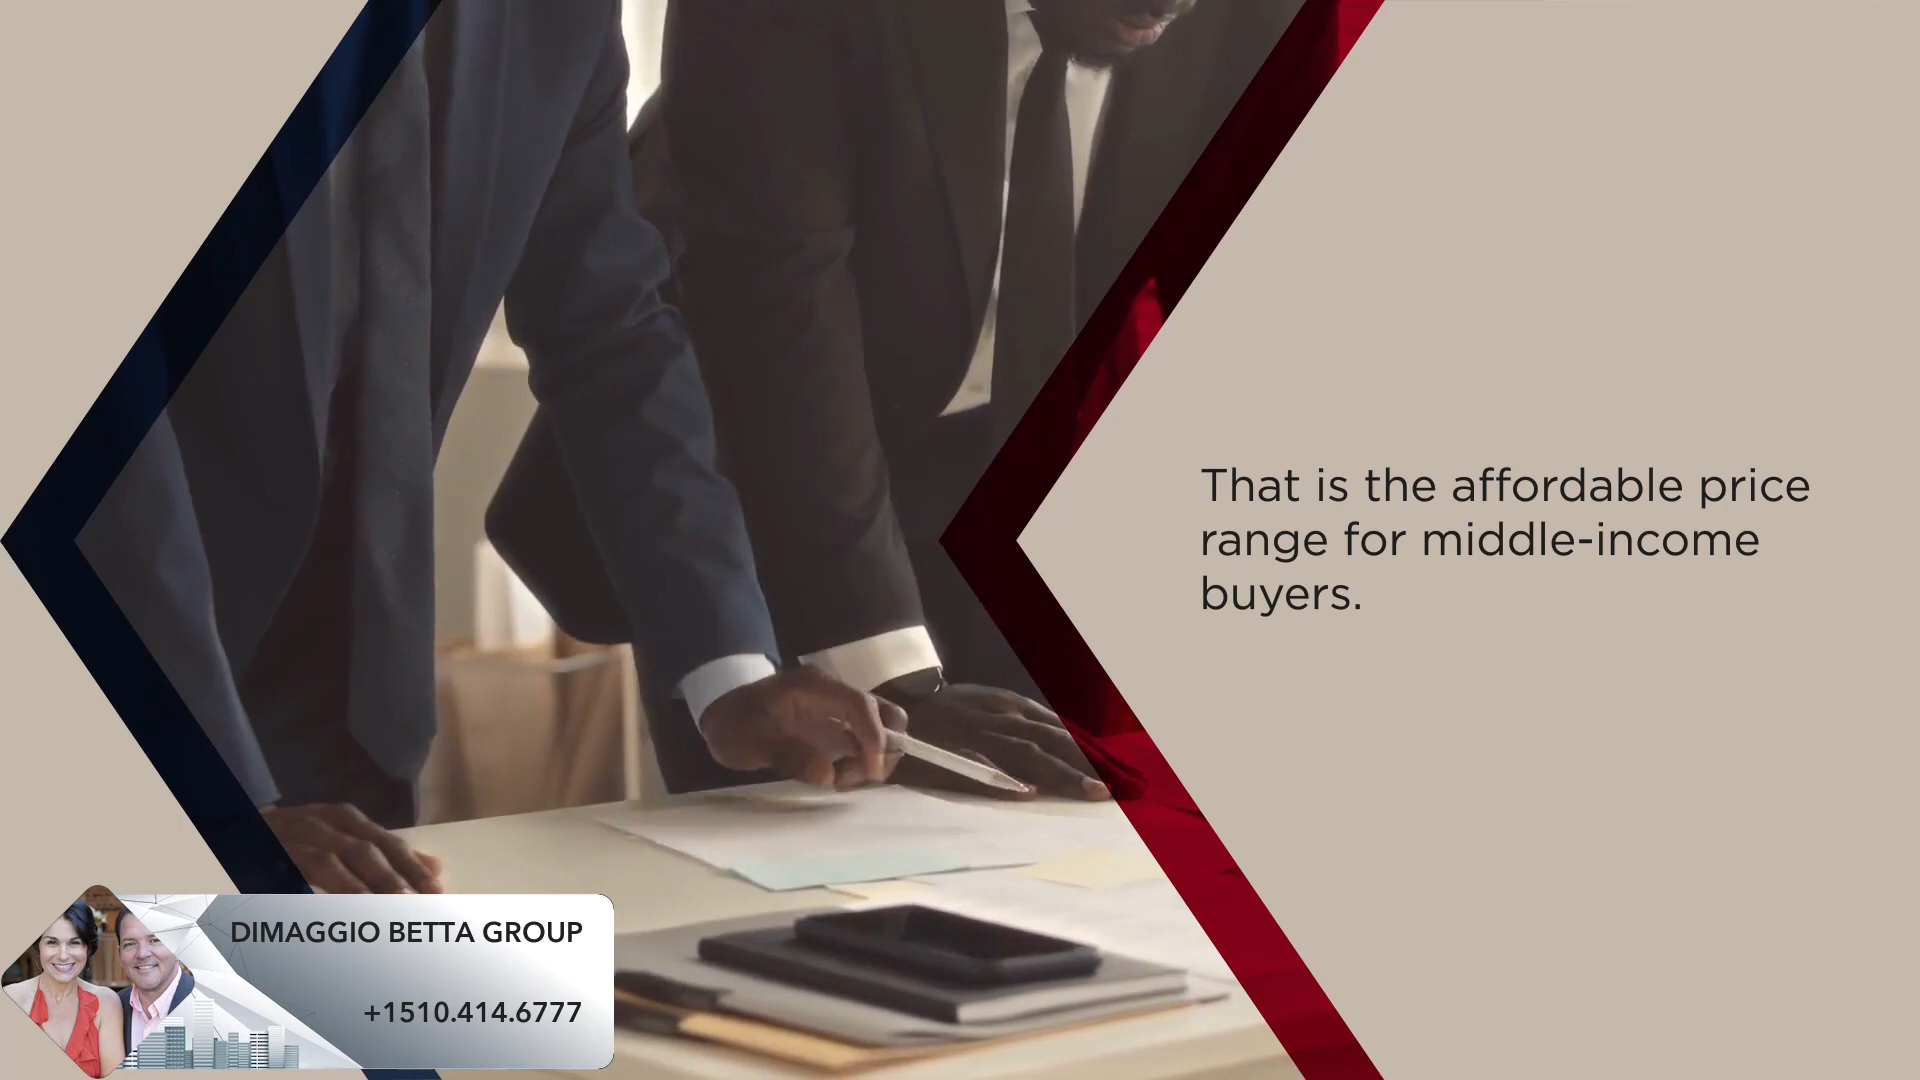 That is the affordable price
range for middle-income
buyers.
DIMAGGIO BETTA GROUP
+1510.414.6777